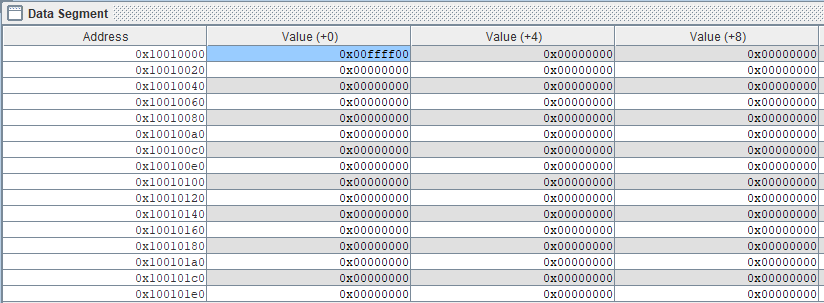 Data Segment
Address Value (+0) Value (+4) Value (+8)
0x10010000 0x00ffff00 0x00000000 0x00000000
0x10010020 0x00000000 0x00000000 0x00000000
0x10010040 0x00000000 0x00000000 0x00000000
0x10010060 0x00000000 0x00000000 0x00000000
0x10010080 0x00000000 0x00000000 0x00000000
0x100100a0 0x00000000 0x00000000 0x00000000
0x100100c0 0x00000000 0x00000000 0x00000000
0x100100e0 0x00000000 0x00000000 0x00000000
0x10010100 0x00000000 0x00000000 0x00000000
0x10010120 0x00000000 0x00000000 0x00000000
0x10010140 0x00000000 0x00000000 0x00000000
0x10010160 0x00000000 0x00000000 0x00000000
0x10010180 0x00000000 0x00000000 0x00000000
0x100101a0 0x00000000 0x00000000 0x00000000
0x100101c0 0x00000000 0x00000000 0x00000000
0x100101e0 0x00000000 0x00000000 0x00000000